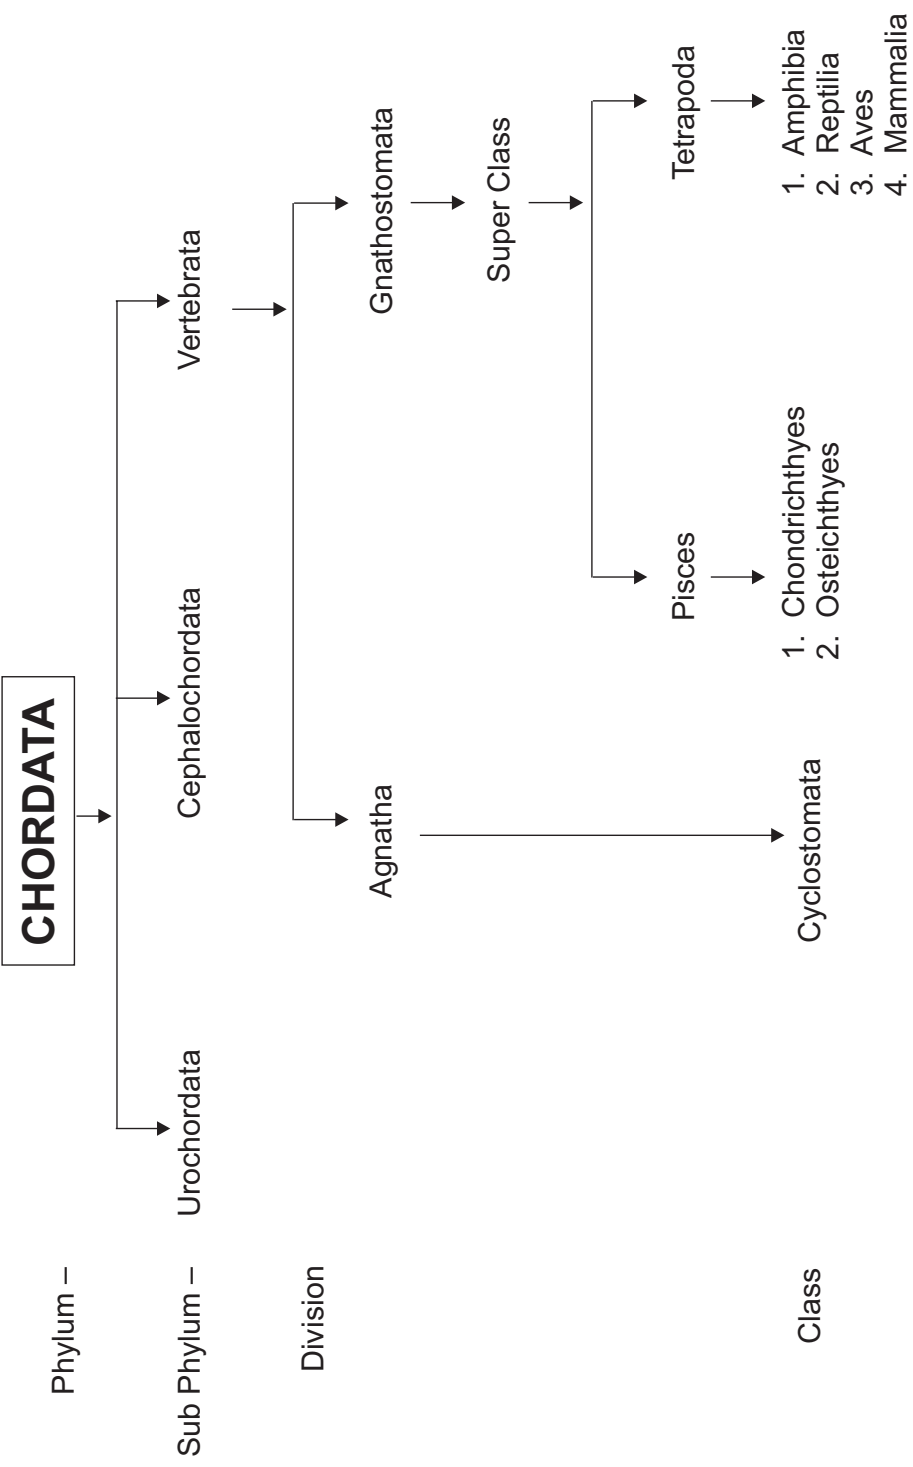 Phylum –
CHORDATA
Sub Phylum –
Urochordata
Cephalochordata
Vertebrata
Division
Agnatha
Gnathostomata
Super Class
Pisces
Tetrapoda
Class
Cyclostomata
1. Chondrichthyes
2. Osteichthyes
1. Amphibia
2. Reptilia
3. Aves
4. Mammalia